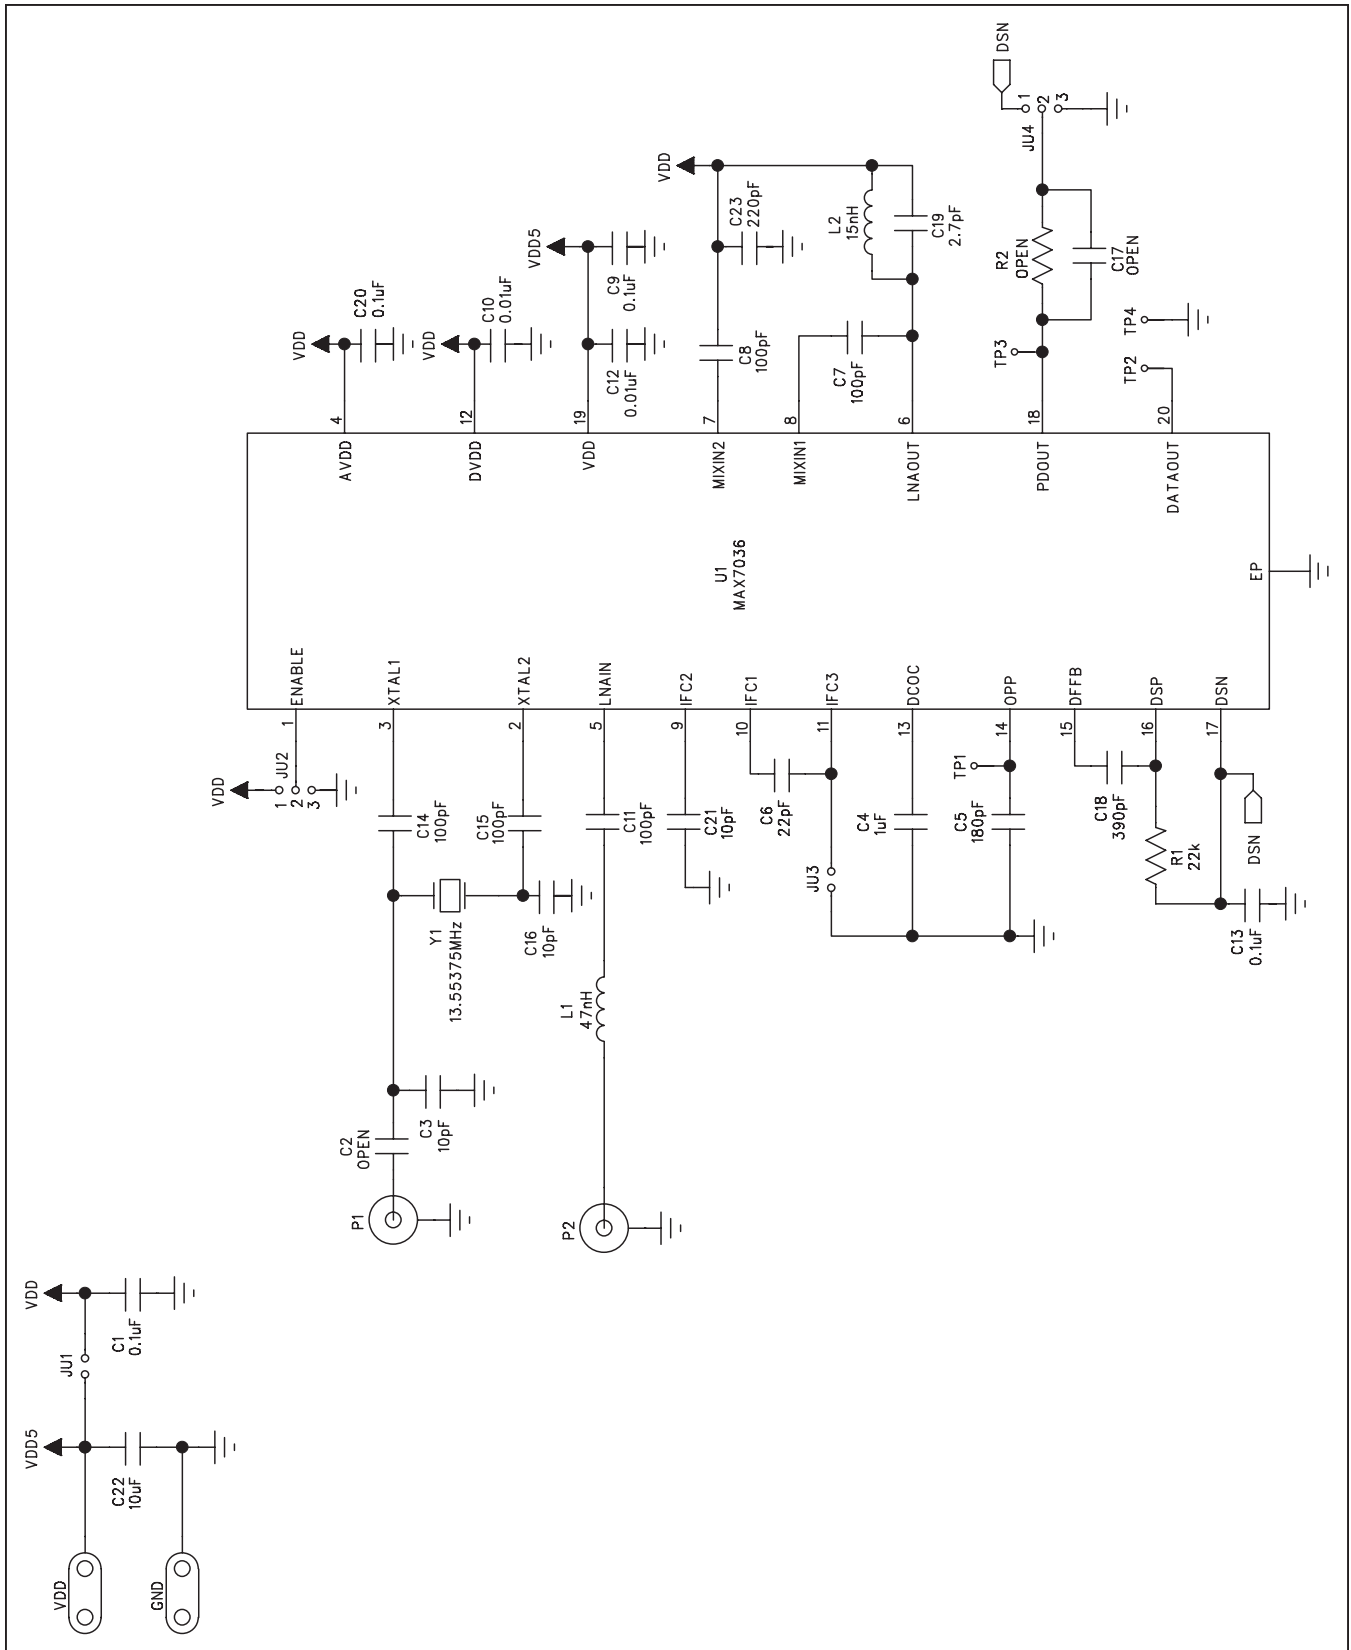 VDD
GND
VDD5
C22
10uF
JU1
VDD
C1
0.1uF
P1
C2
OPEN
C3
10pF
P2
L1
47nH
Y1
13.55375MHz
C16
10pF
VDD
JU2
1
2
3
C14
100pF
C15
100pF
C11
100pF
C21
10pF
C6
22pF
JU3
C4
1uF
TP1
C5
180pF
C18
390pF
R1
22k
DSN
C13
0.1uF
1
ENABLE
3
XTAL1
2
XTAL2
5
LNAIN
9
IFC2
10
IFC1
11
IFC3
13
DCOC
14
OPP
15
DFFB
16
DSP
17
DSN
U1
MAX7036
EP
AVDD
4
DVDD
12
VDD
19
MIXIN2
7
MIXIN1
8
LNAOUT
6
PDOUT
18
DATAOUT
20
VDD
C20
0.1uF
VDD
C10
0.01uF
VDD5
C9
0.1uF
C12
0.01uF
VDD
C23
220pF
C8
100pF
C7
100pF
L2
15nH
C19
2.7pF
TP3
R2
OPEN
C17
OPEN
JU4
1
2
3
DSN
TP2
TP4